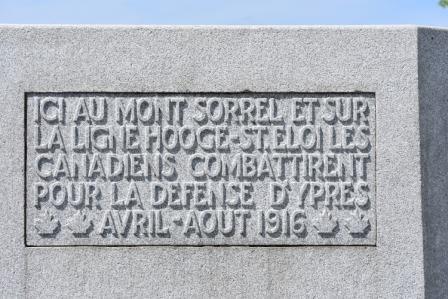 ICI AU MONT SORREL ET SUR
LA LIGNE HOOGE-ST. ELOI LES
CANADIENS COMBATTIRENT
POUR LA DEFENSE D'YPRES
AVRIL-AOUT 1916